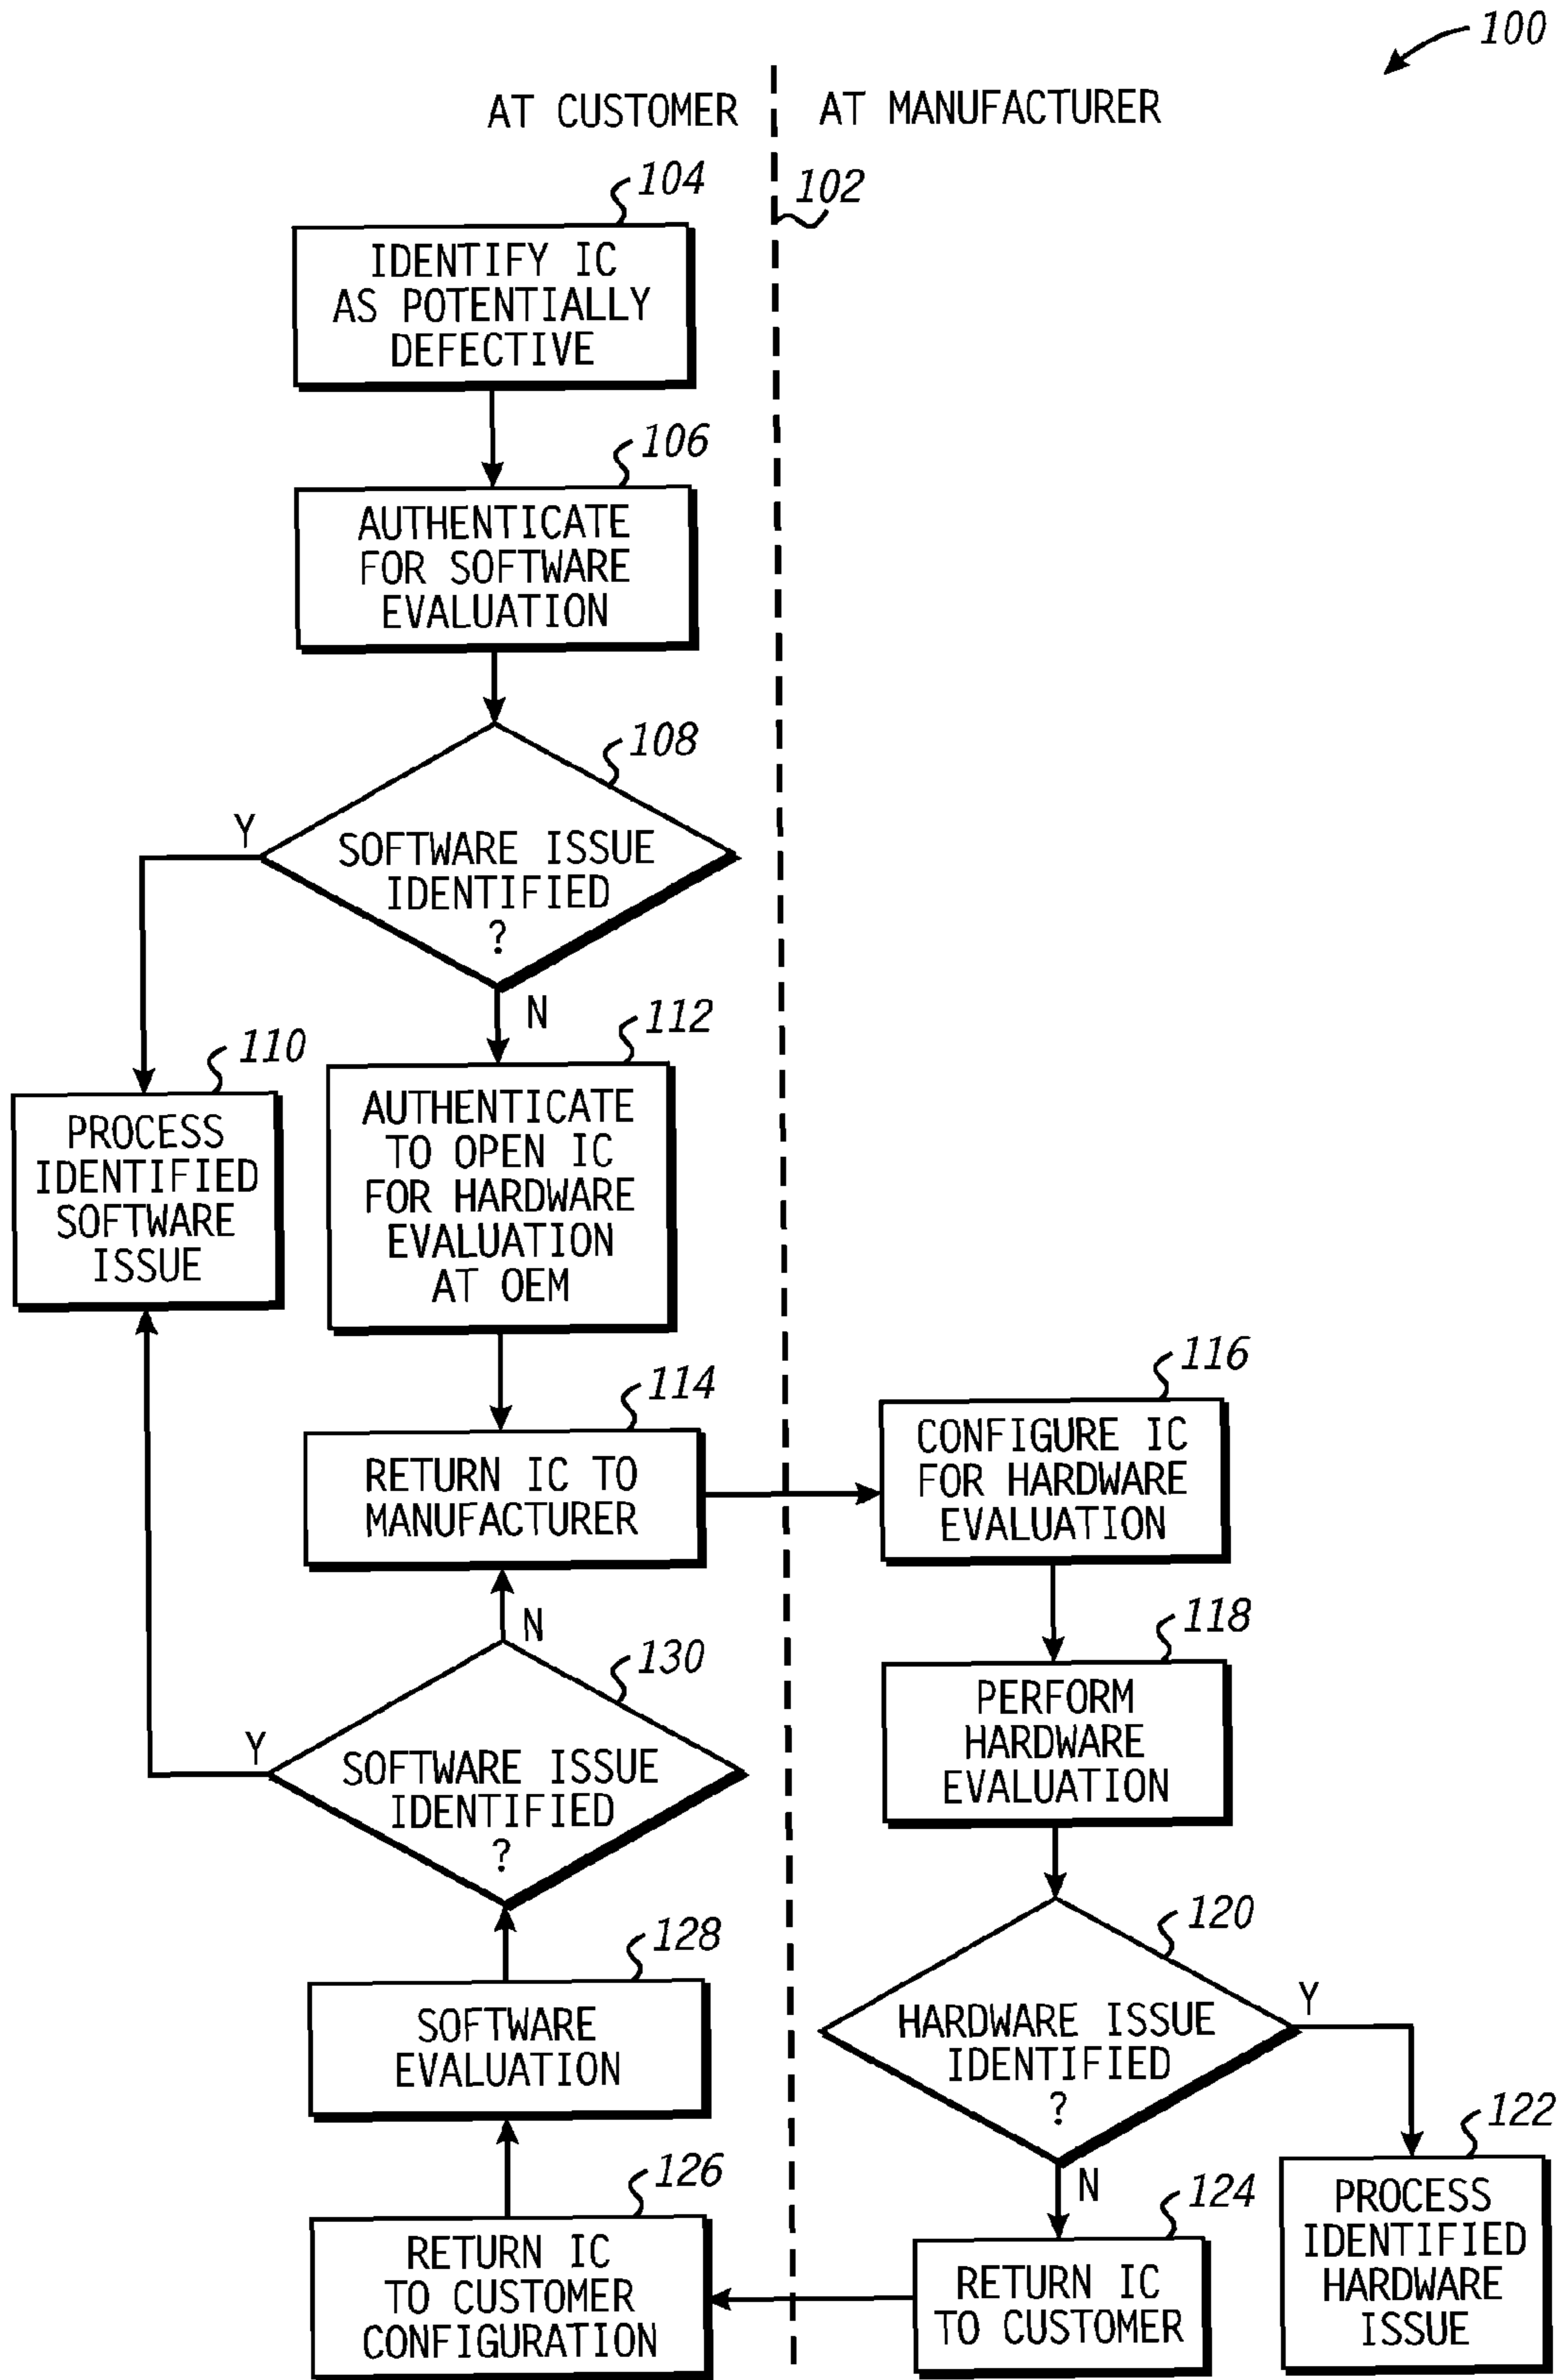 100
AT CUSTOMER
AT MANUFACTURER
102
104
IDENTIFY IC
AS POTENTIALLY
DEFECTIVE
106
AUTHENTICATE
FOR SOFTWARE
EVALUATION
108
SOFTWARE ISSUE
IDENTIFIED
?
Y
N
110
PROCESS
IDENTIFIED
SOFTWARE
ISSUE
112
AUTHENTICATE
TO OPEN IC
FOR HARDWARE
EVALUATION
AT OEM
114
RETURN IC TO
MANUFACTURER
116
CONFIGURE IC
FOR HARDWARE
EVALUATION
118
PERFORM
HARDWARE
EVALUATION
120
HARDWARE ISSUE
IDENTIFIED
?
Y
N
122
PROCESS
IDENTIFIED
HARDWARE
ISSUE
124
RETURN IC
TO CUSTOMER
126
RETURN IC
TO CUSTOMER
CONFIGURATION
128
SOFTWARE
EVALUATION
130
SOFTWARE ISSUE
IDENTIFIED
?
Y
N